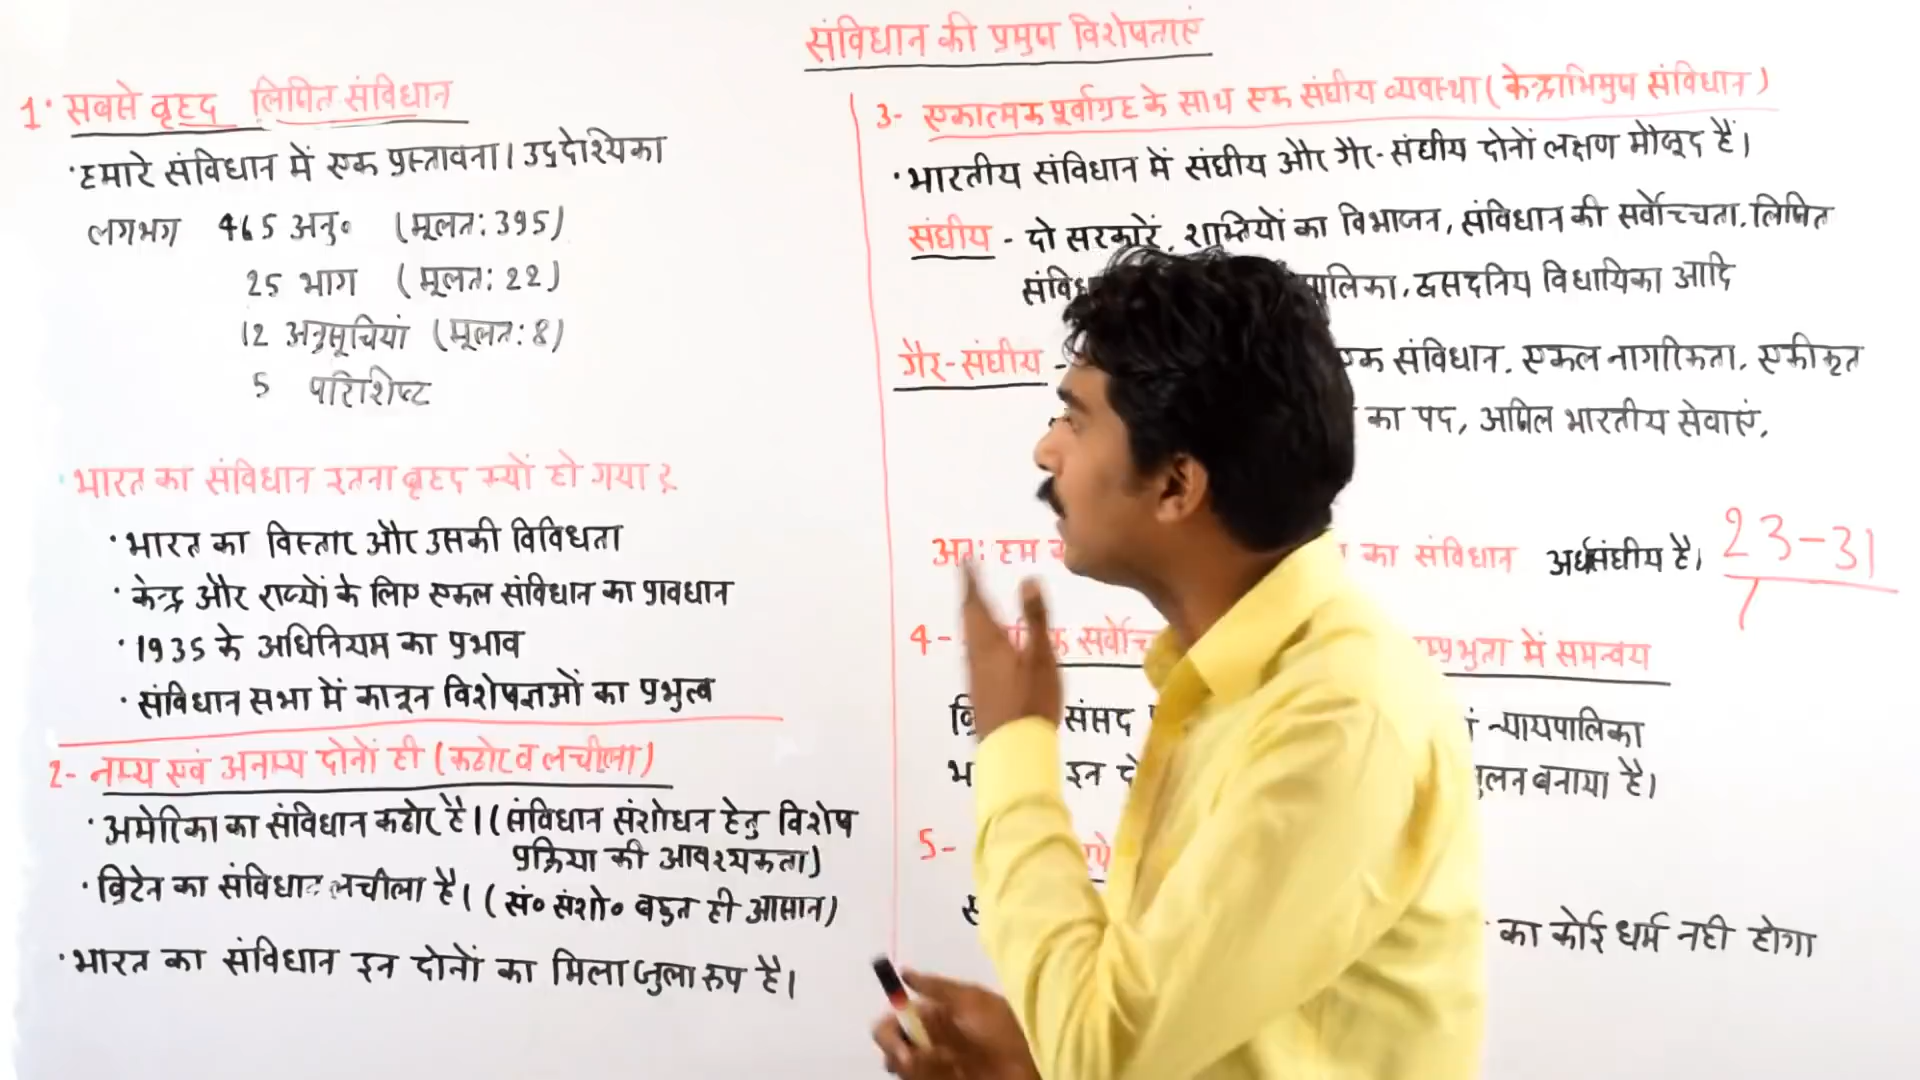 संविधान की प्रमुख विशेषताएं
1. सबसे वृहद लिखित संविधान
· हमारे संविधान में एक प्रस्तावना। उद्देश्यिका
लगभग 465 अनु० (मूलत: 395)
25 भाग (मूलत: 22)
12 अनुसूचियां (मूलत: 8)
5 परिशिष्ट
· भारत का संविधान इतना वृहद क्यों हो गया?
· भारत का विस्तार और उसकी विविधता
· केन्द्र और राज्यों के लिए एकल संविधान का प्रावधान
· 1935 के अधिनियम का प्रभाव
· संविधान सभा में कानून विशेषज्ञओं का प्रभुत्व
2- नम्य एवं अनम्य दोनों ही (कठोर व लचीला)
· अमेरिका का संविधान कठोर है। (संविधान संशोधन हेतु विशेष
प्रक्रिया की आवश्यकता)
· ब्रिटेन का संविधान लचीला है। (सं० संशो० बहुत ही आसान)
· भारत का संविधान इन दोनों का मिला जुला रूप है।
3- एकात्मक पूर्वाग्रह के साथ एक संघीय व्यवस्था (केन्द्राभिमुख संविधान)
· भारतीय संविधान में संघीय और गैर-संघीय दोनों लक्षण मौजूद हैं।
संघीय - दो सरकारें, शक्तियों का विभाजन, संविधान की सर्वोच्चता, लिखित
द्वसदनिय विधायिका आदि
गैर-संघीय - एक संविधान, एकल नागरिकता, एकीकृत
का पद, अखिल भारतीय सेवाएं,
अत: हम का संविधान अर्धसंघीय है।
23-31
4- में समन्वय
संसद न्यायपालिका
इन बनाया है।
5-
का कोई धर्म नही होगा